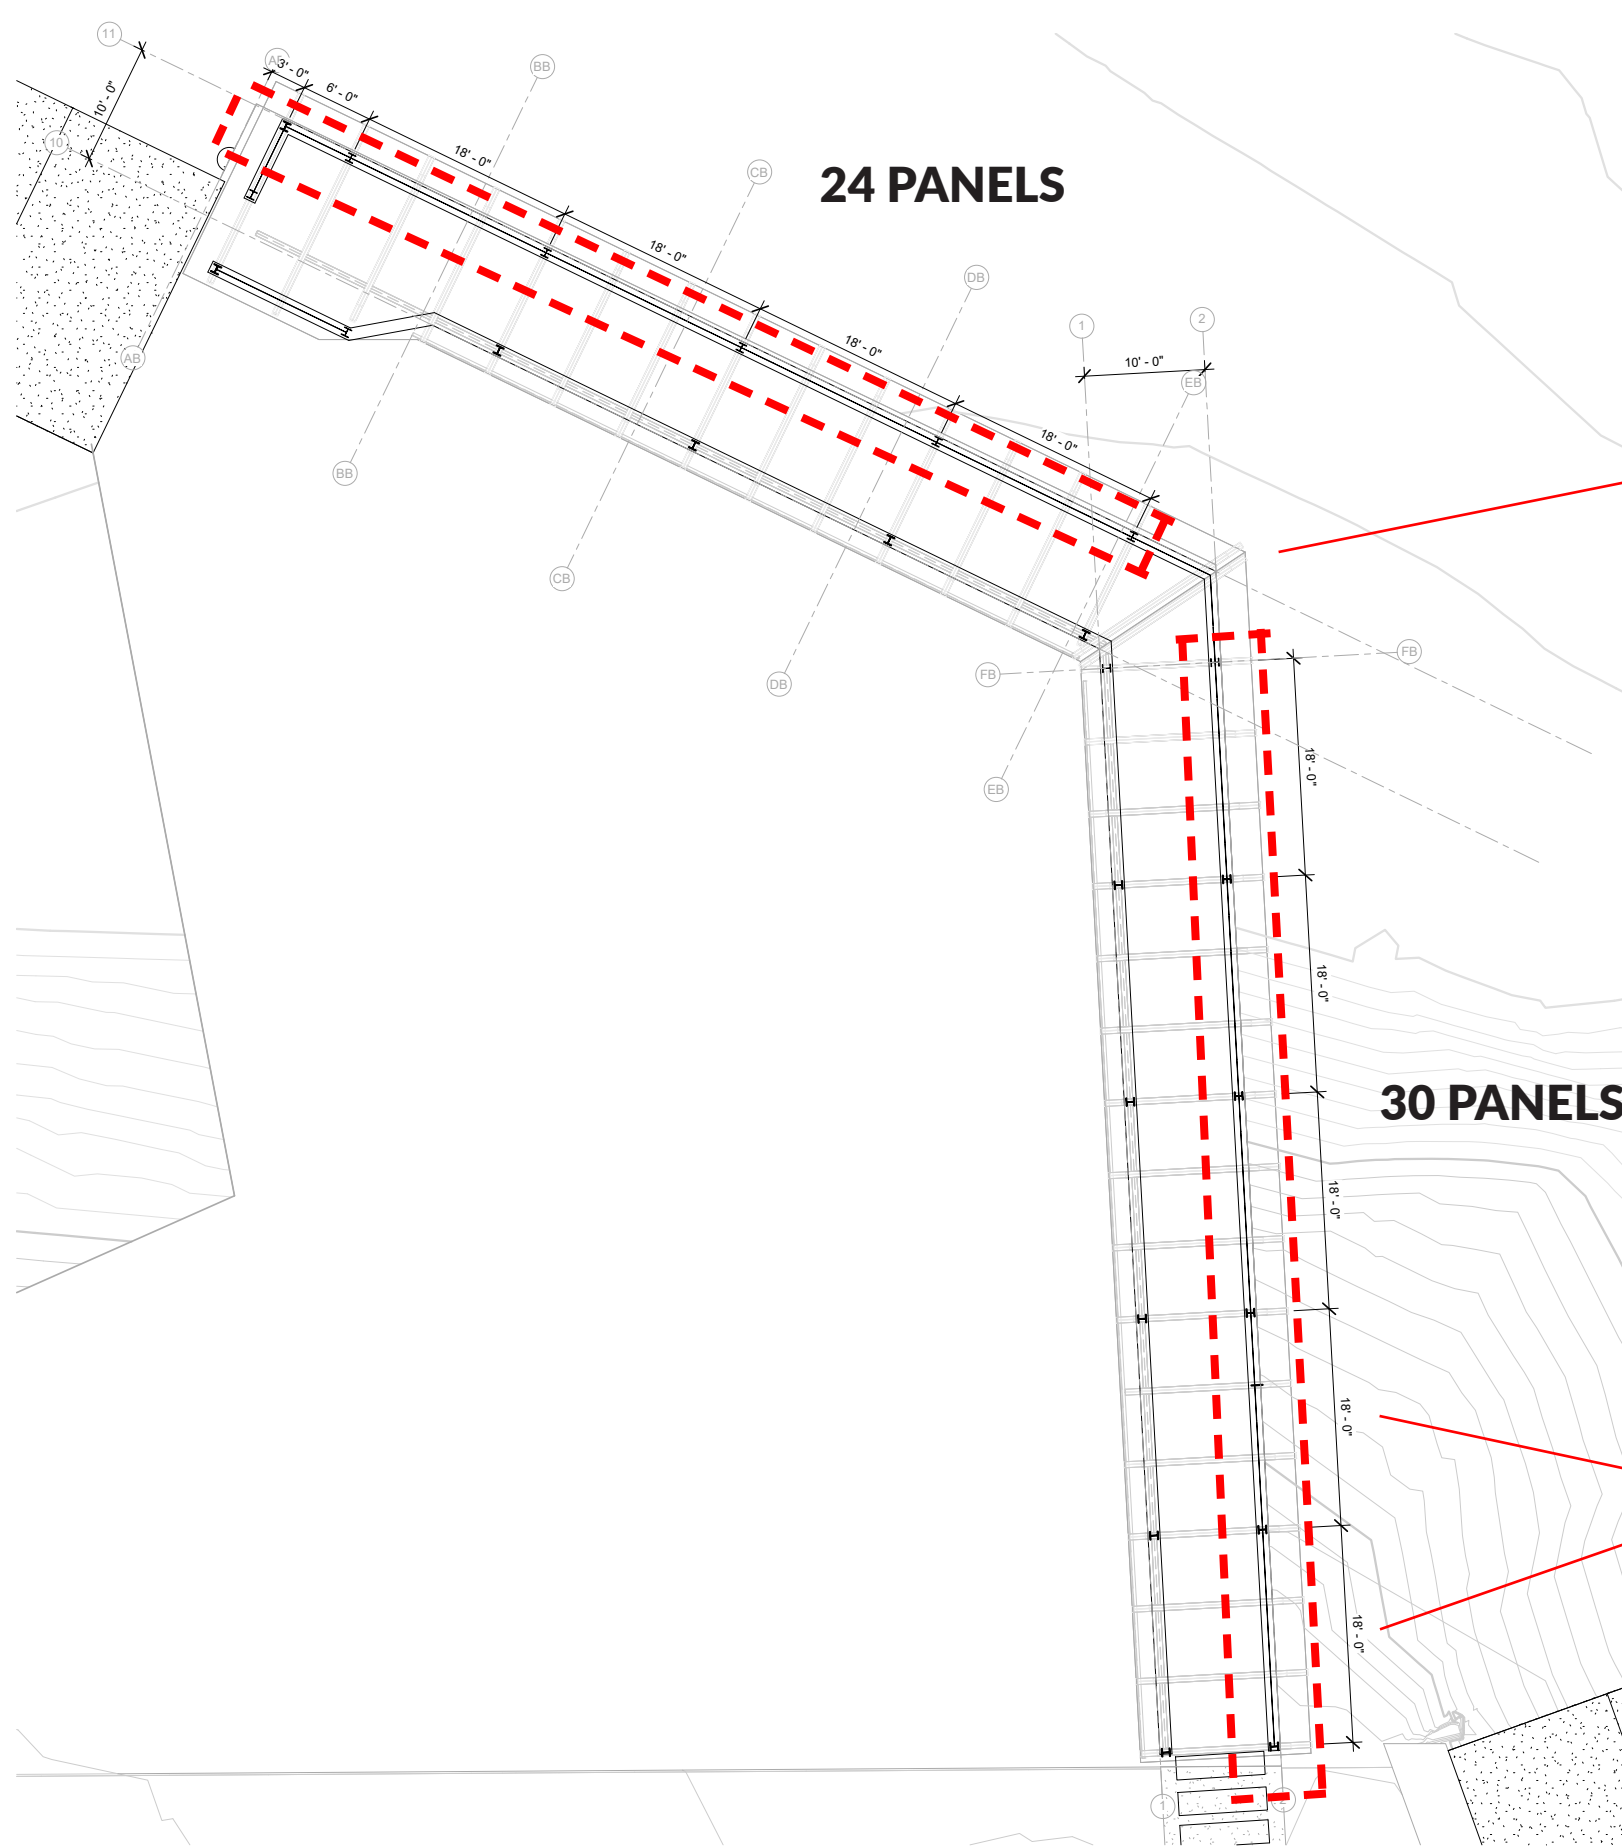 11
AB
3' - 0"
BB
6' - 0"
10' - 0"
10
18' - 0"
CB
24 PANELS
18' - 0"
DB
1
2
18' - 0"
AB
10' - 0"
EB
18' - 0"
BB
CB
FB
FB
DB
18' - 0"
EB
18' - 0"
30 PANELS
18' - 0"
18' - 0"
18' - 0"
1
2